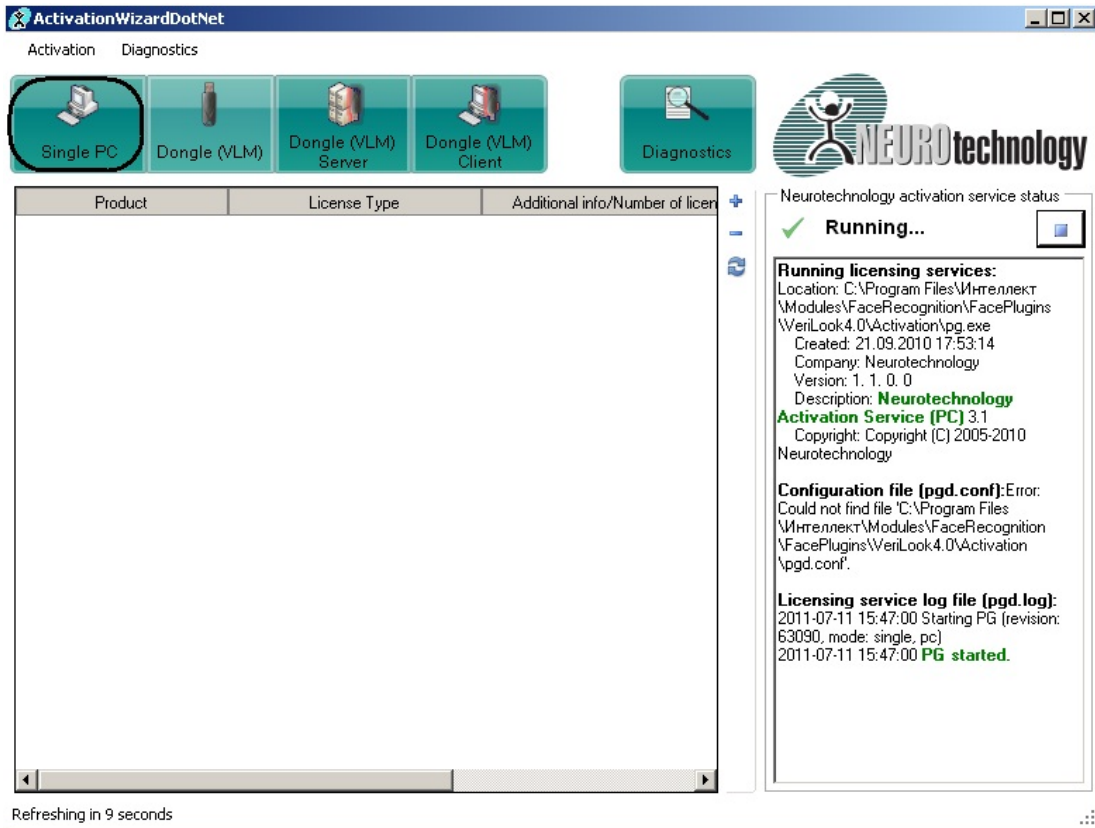 ActivationWizardDotNet
Activation Diagnostics
Single PC
Dongle (VLM)
Dongle (VLM)
Server
Dongle (VLM)
Client
Diagnostics
NEUROtechnology
Product License Type Additional info/Number of licen
Neurotechnology activation service status
Running...
Running licensing services:
Location: C:\Program Files\Интеллект
\Modules\FaceRecognition\FacePlugins
\VeriLook4.0\Activation\pg.exe
Created: 21.09.2010 17:53:14
Company: Neurotechnology
Version: 1. 1. 0. 0
Description: Neurotechnology
Activation Service (PC) 3.1
Copyright: Copyright (C) 2005-2010
Neurotechnology
Configuration file (pgd.conf):Error:
Could not find file 'C:\Program Files
\Интеллект\Modules\FaceRecognition
\FacePlugins\VeriLook4.0\Activation
\pgd.conf'.
Licensing service log file (pgd.log):
2011-07-11 15:47:00 Starting PG (revision:
63090, mode: single, pc)
2011-07-11 15:47:00 PG started.
Refreshing in 9 seconds